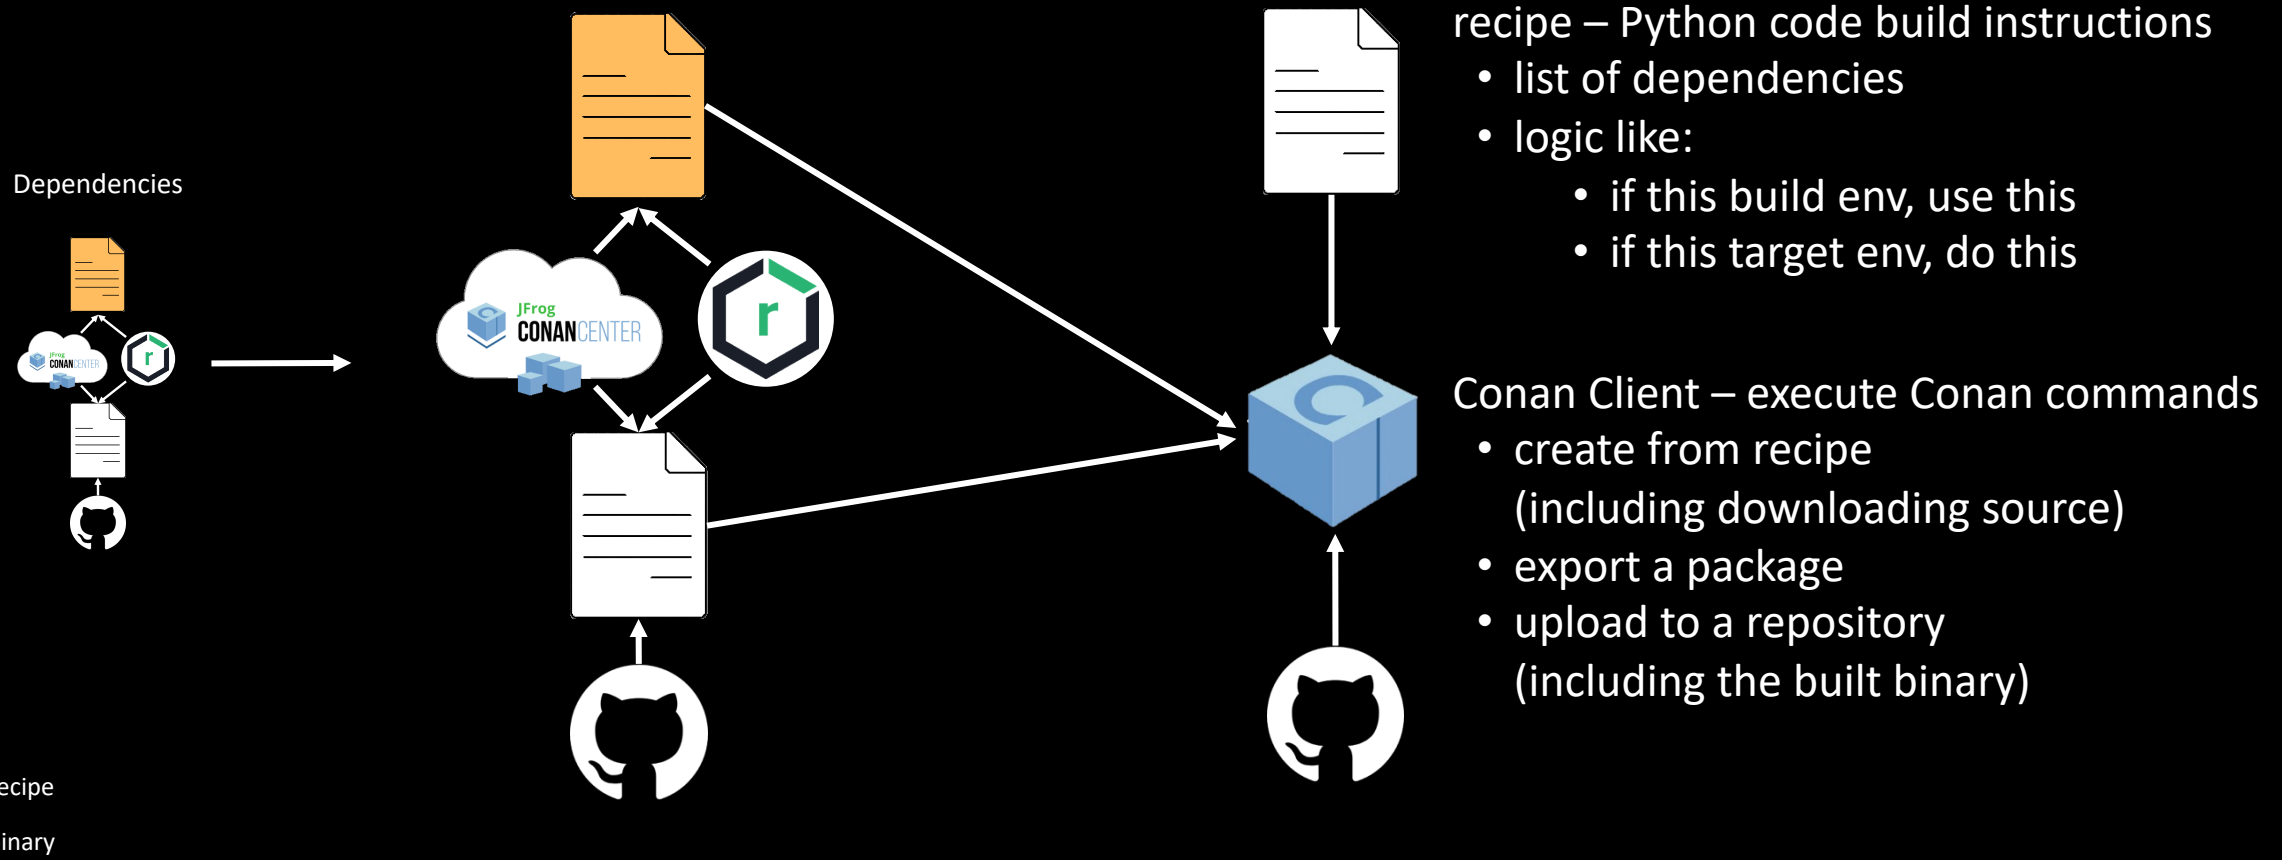 recipe – Python code build instructions
• list of dependencies
• logic like:
• if this build env, use this
• if this target env, do this
Dependencies
JFrog
CONANCENTER
r
JFrog
CONANCENTER
r
Conan Client – execute Conan commands
• create from recipe
(including downloading source)
• export a package
• upload to a repository
(including the built binary)
ecipe
inary